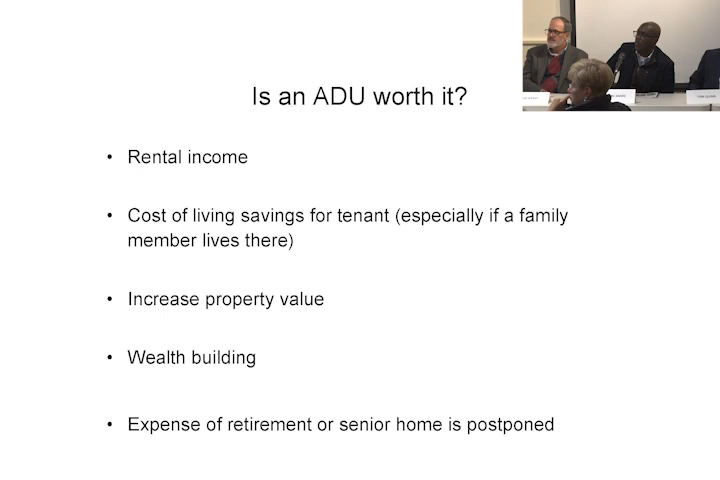 Is an ADU worth it?
• Rental income
• Cost of living savings for tenant (especially if a family
member lives there)
• Increase property value
• Wealth building
• Expense of retirement or senior home is postponed